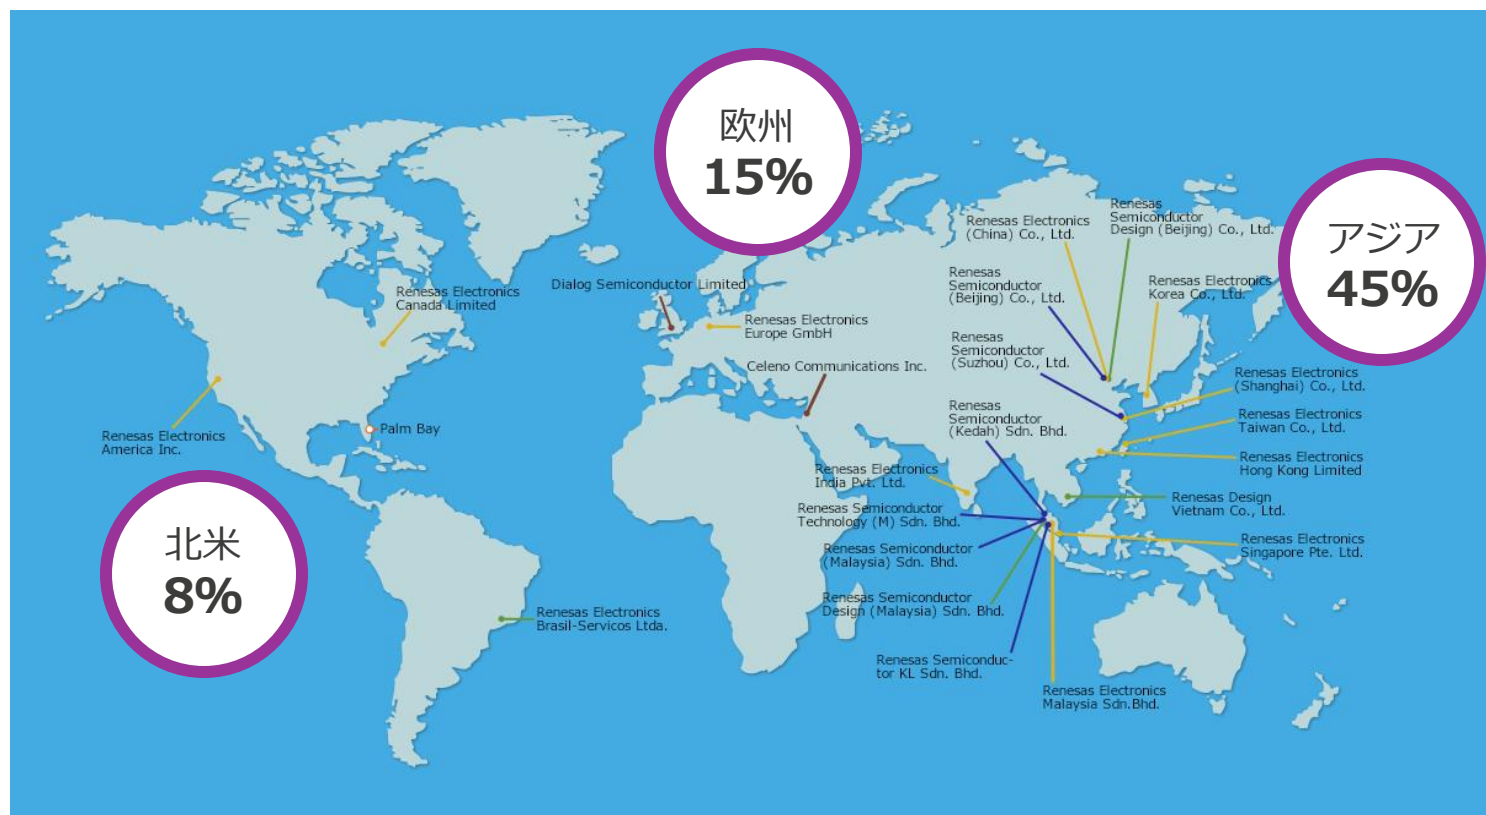 欧州
15%
アジア
45%
北米
8%
Renesas Electronics
Canada Limited
Renesas Electronics
America Inc.
Palm Bay
Renesas Electronics
Brasil-Servicos Ltda.
Dialog Semiconductor Limited
Renesas Electronics
Europe GmbH
Celeno Communications Inc.
Renesas Electronics
(China) Co., Ltd.
Renesas
Semiconductor
Design (Beijing) Co., Ltd.
Renesas
Semiconductor
(Beijing) Co., Ltd.
Renesas Electronics
Korea Co., Ltd.
Renesas
Semiconductor
(Suzhou) Co., Ltd.
Renesas Electronics
(Shanghai) Co., Ltd.
Renesas
Semiconductor
(Kedah) Sdn. Bhd.
Renesas Electronics
Taiwan Co., Ltd.
Renesas Electronics
Hong Kong Limited
Renesas Electronics
India Pvt. Ltd.
Renesas Design
Vietnam Co., Ltd.
Renesas Semiconductor
Technology (M) Sdn. Bhd.
Renesas Electronics
Singapore Pte. Ltd.
Renesas Semiconductor
(Malaysia) Sdn. Bhd.
Renesas Semiconductor
Design (Malaysia) Sdn. Bhd.
Renesas Semiconduc-
tor KL Sdn. Bhd.
Renesas Electronics
Malaysia Sdn.Bhd.